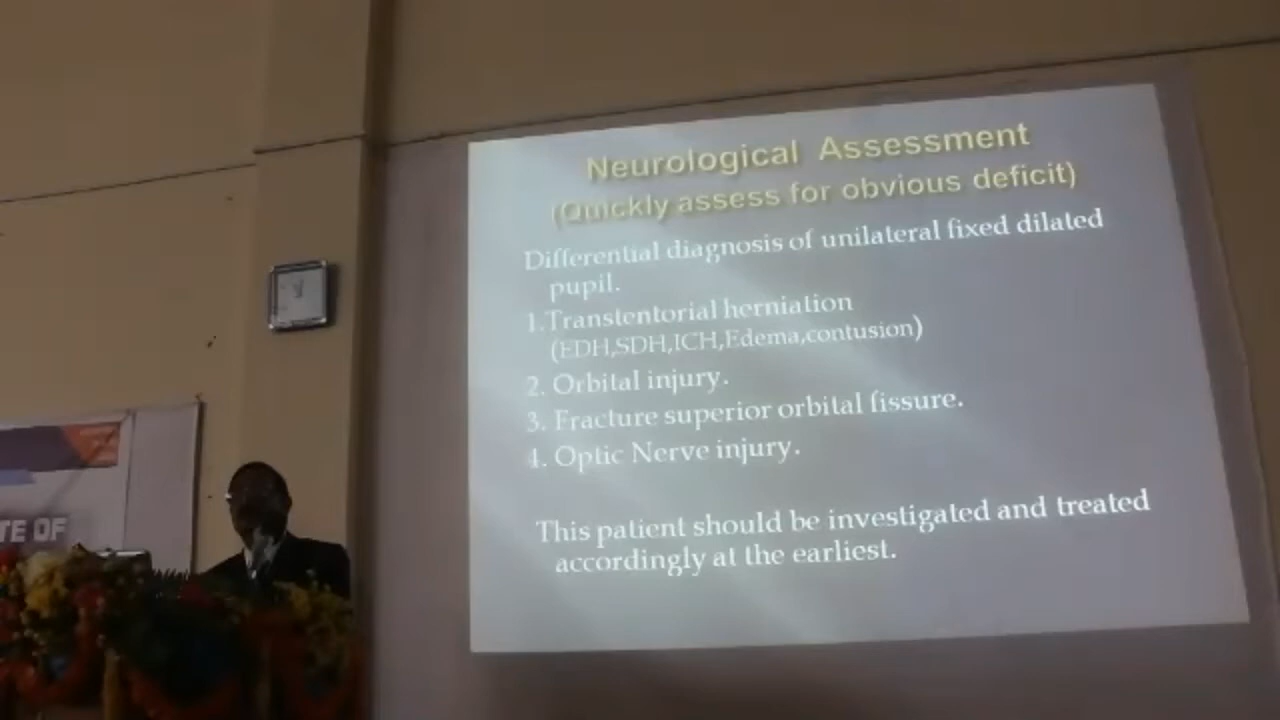 Neurological Assessment
(Quickly assess for obvious deficit)
Differential diagnosis of unilateral fixed dilated
pupil.
1.Transtentorial herniation
(EDH,SDH,ICH,Edema,contusion)
2. Orbital injury.
3. Fracture superior orbital fissure.
4. Optic Nerve injury.
This patient should be investigated and treated
accordingly at the earliest.
TE OF